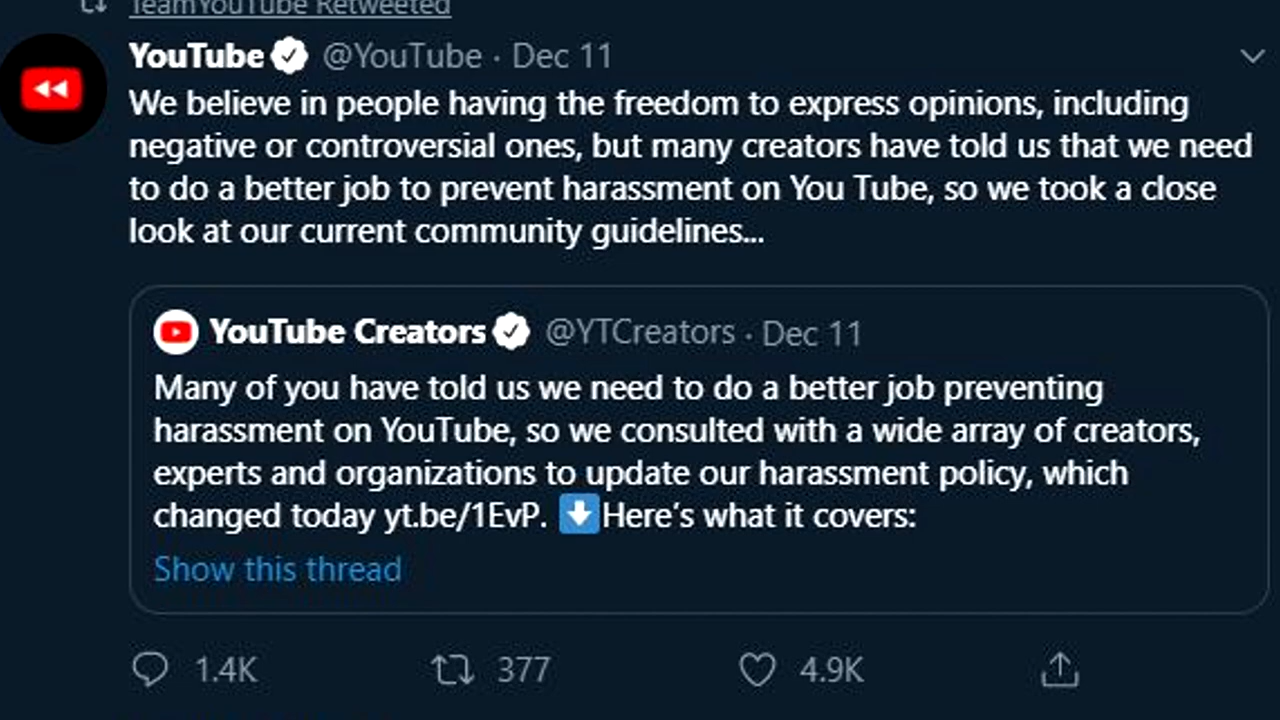 TeamYouTube Retweeted
YouTube @YouTube · Dec 11
We believe in people having the freedom to express opinions, including
negative or controversial ones, but many creators have told us that we need
to do a better job to prevent harassment on You Tube, so we took a close
look at our current community guidelines...
YouTube Creators @YTCreators · Dec 11
Many of you have told us we need to do a better job preventing
harassment on YouTube, so we consulted with a wide array of creators,
experts and organizations to update our harassment policy, which
changed today yt.be/1EvP. ⬇️Here’s what it covers:
Show this thread
1.4K 377 4.9K